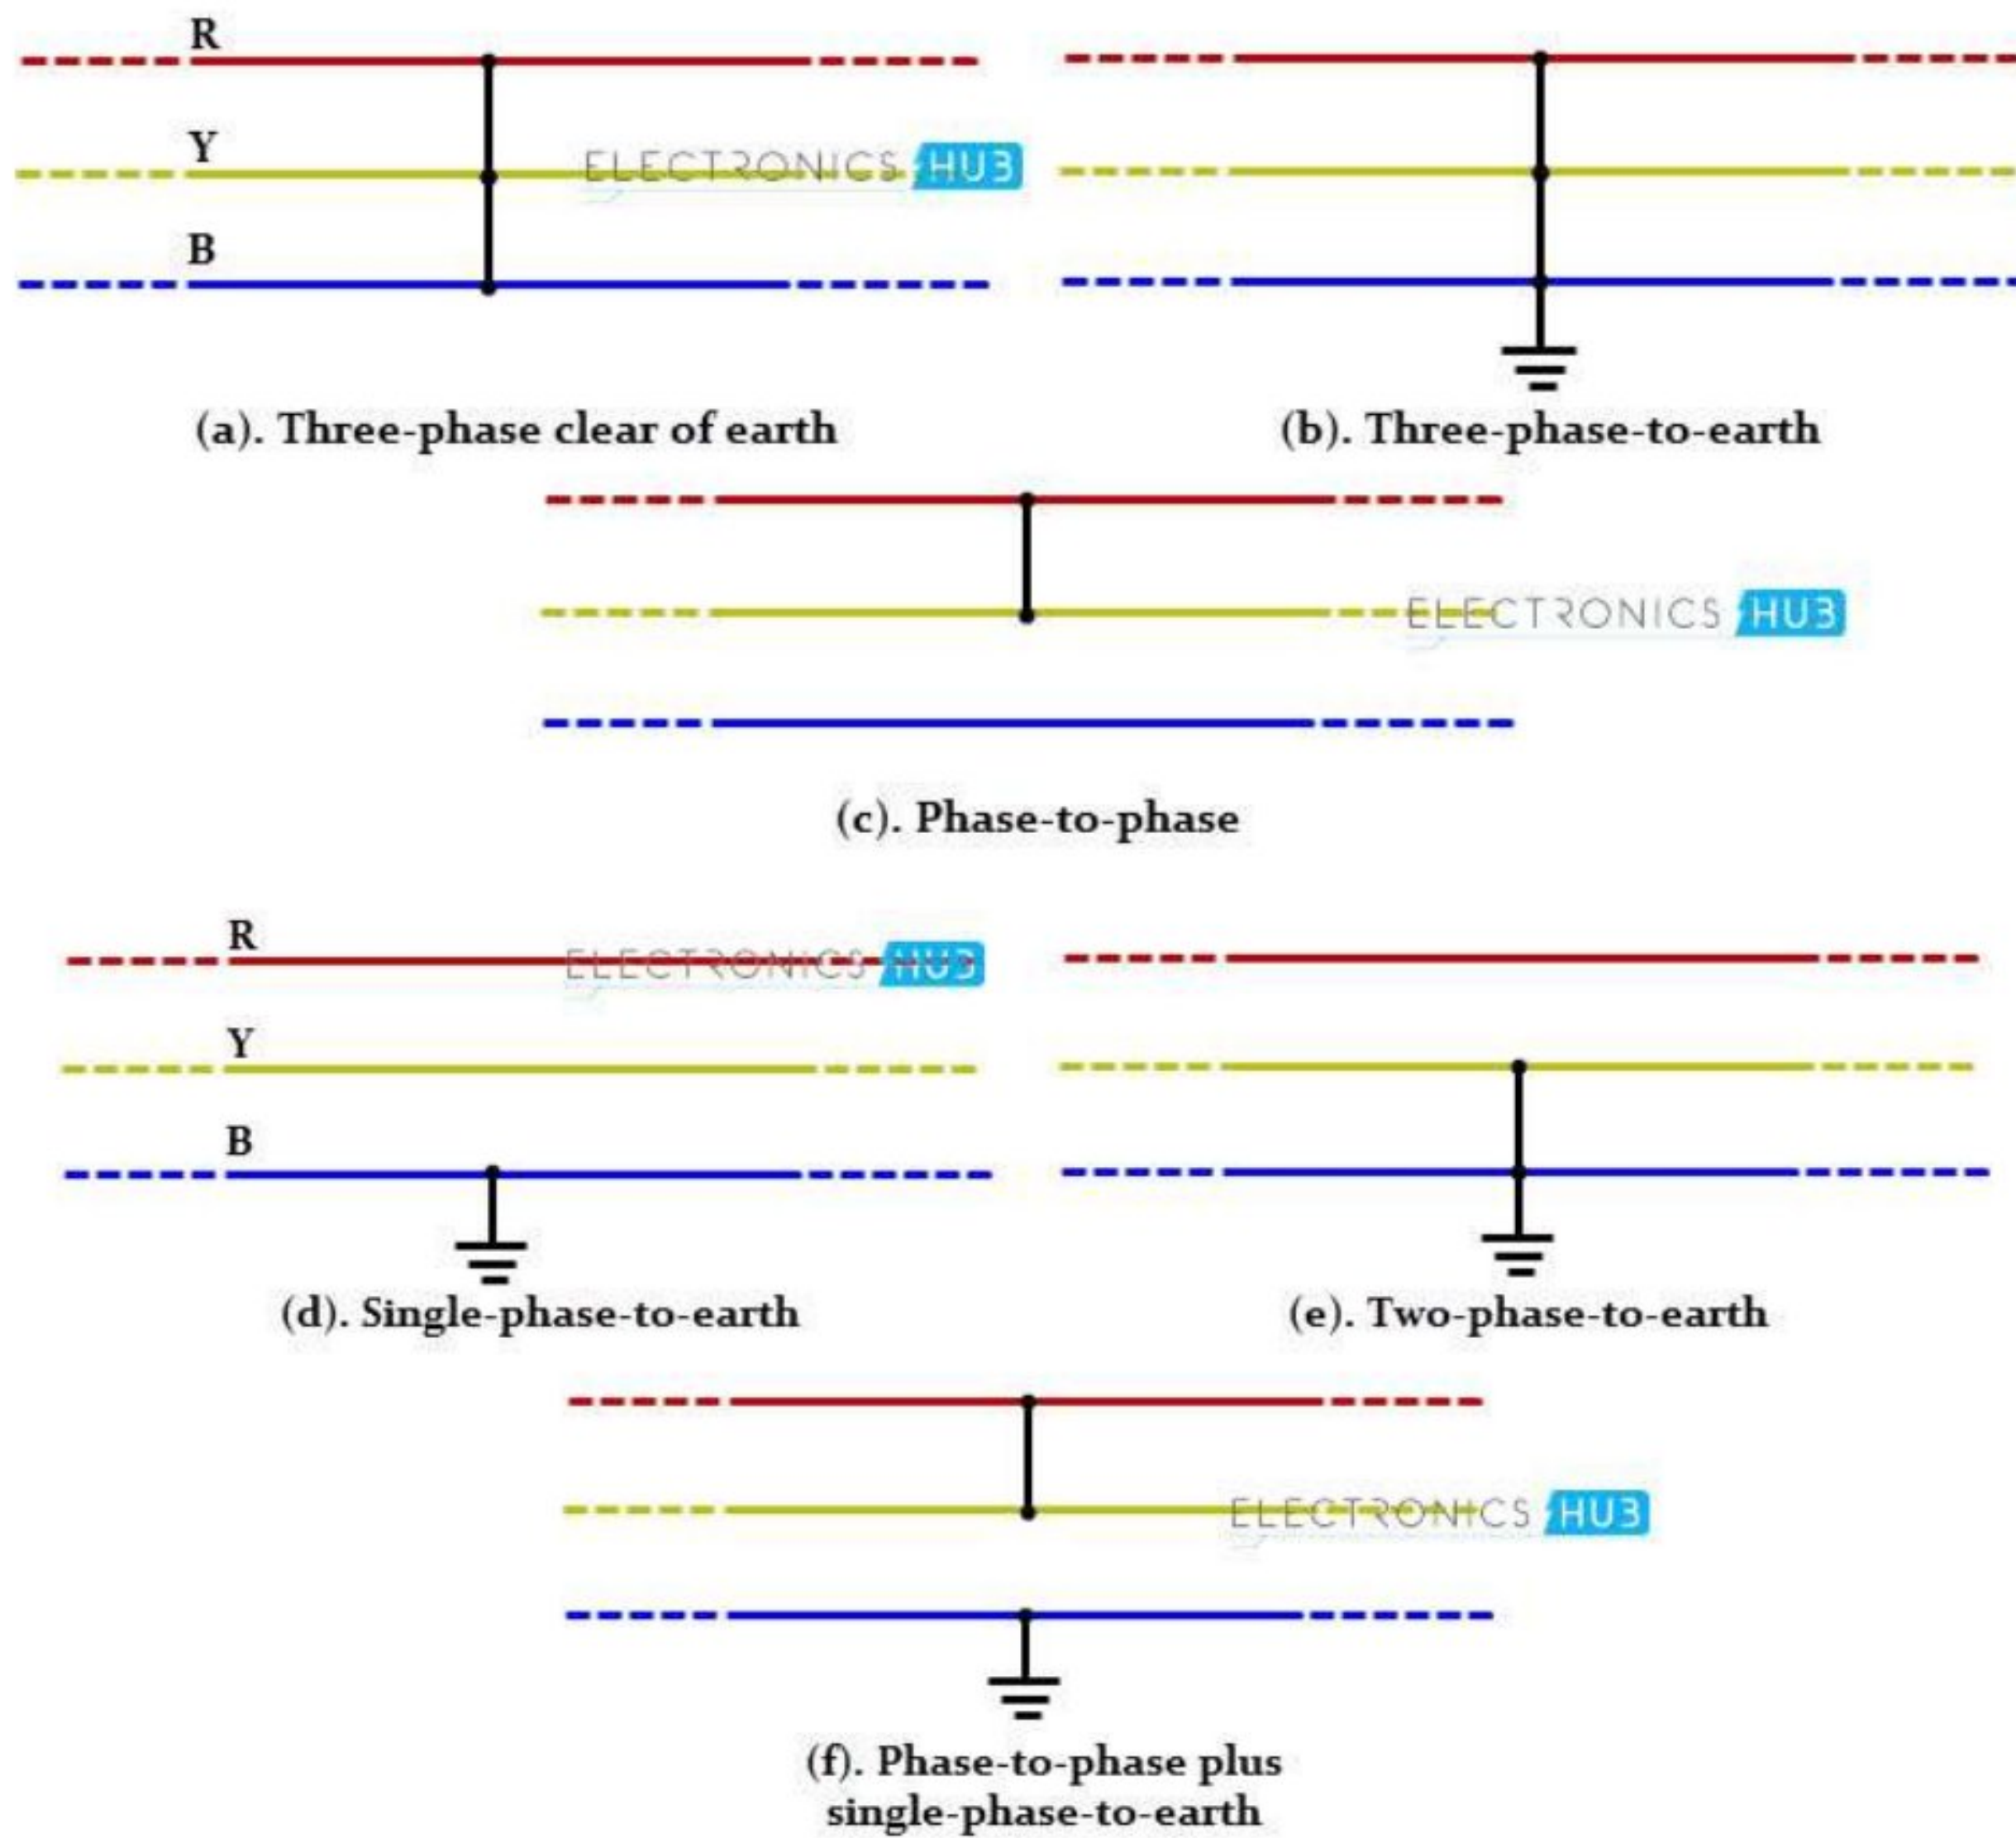 R
Y
ELECTRONICS HUB
B
(a). Three-phase clear of earth
(b). Three-phase-to-earth
ELECTRONICS HUB
(c). Phase-to-phase
R
ELECTRONICS HUB
Y
B
(d). Single-phase-to-earth
(e). Two-phase-to-earth
ELECTRONICS HUB
(f). Phase-to-phase plus
single-phase-to-earth